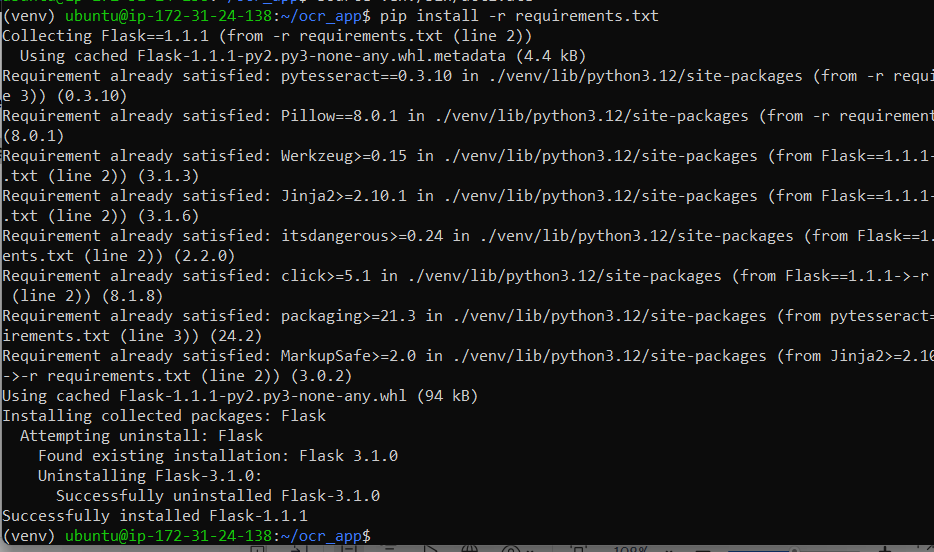 (venv) ubuntu@ip-172-31-24-138:~/ocr_app$ pip install -r requirements.txt
Collecting Flask==1.1.1 (from -r requirements.txt (line 2))
  Using cached Flask-1.1.1-py2.py3-none-any.whl.metadata (4.4 kB)
Requirement already satisfied: pytesseract==0.3.10 in ./venv/lib/python3.12/site-packages (from -r requi
e 3)) (0.3.10)
Requirement already satisfied: Pillow==8.0.1 in ./venv/lib/python3.12/site-packages (from -r requirement
(8.0.1)
Requirement already satisfied: Werkzeug>=0.15 in ./venv/lib/python3.12/site-packages (from Flask==1.1.1-
.txt (line 2)) (3.1.3)
Requirement already satisfied: Jinja2>=2.10.1 in ./venv/lib/python3.12/site-packages (from Flask==1.1.1-
.txt (line 2)) (3.1.6)
Requirement already satisfied: itsdangerous>=0.24 in ./venv/lib/python3.12/site-packages (from Flask==1.
ents.txt (line 2)) (2.2.0)
Requirement already satisfied: click>=5.1 in ./venv/lib/python3.12/site-packages (from Flask==1.1.1->-r
 (line 2)) (8.1.8)
Requirement already satisfied: packaging>=21.3 in ./venv/lib/python3.12/site-packages (from pytesseract=
irements.txt (line 3)) (24.2)
Requirement already satisfied: MarkupSafe>=2.0 in ./venv/lib/python3.12/site-packages (from Jinja2>=2.10
->-r requirements.txt (line 2)) (3.0.2)
Using cached Flask-1.1.1-py2.py3-none-any.whl (94 kB)
Installing collected packages: Flask
  Attempting uninstall: Flask
    Found existing installation: Flask 3.1.0
    Uninstalling Flask-3.1.0:
      Successfully uninstalled Flask-3.1.0
Successfully installed Flask-1.1.1
(venv) ubuntu@ip-172-31-24-138:~/ocr_app$